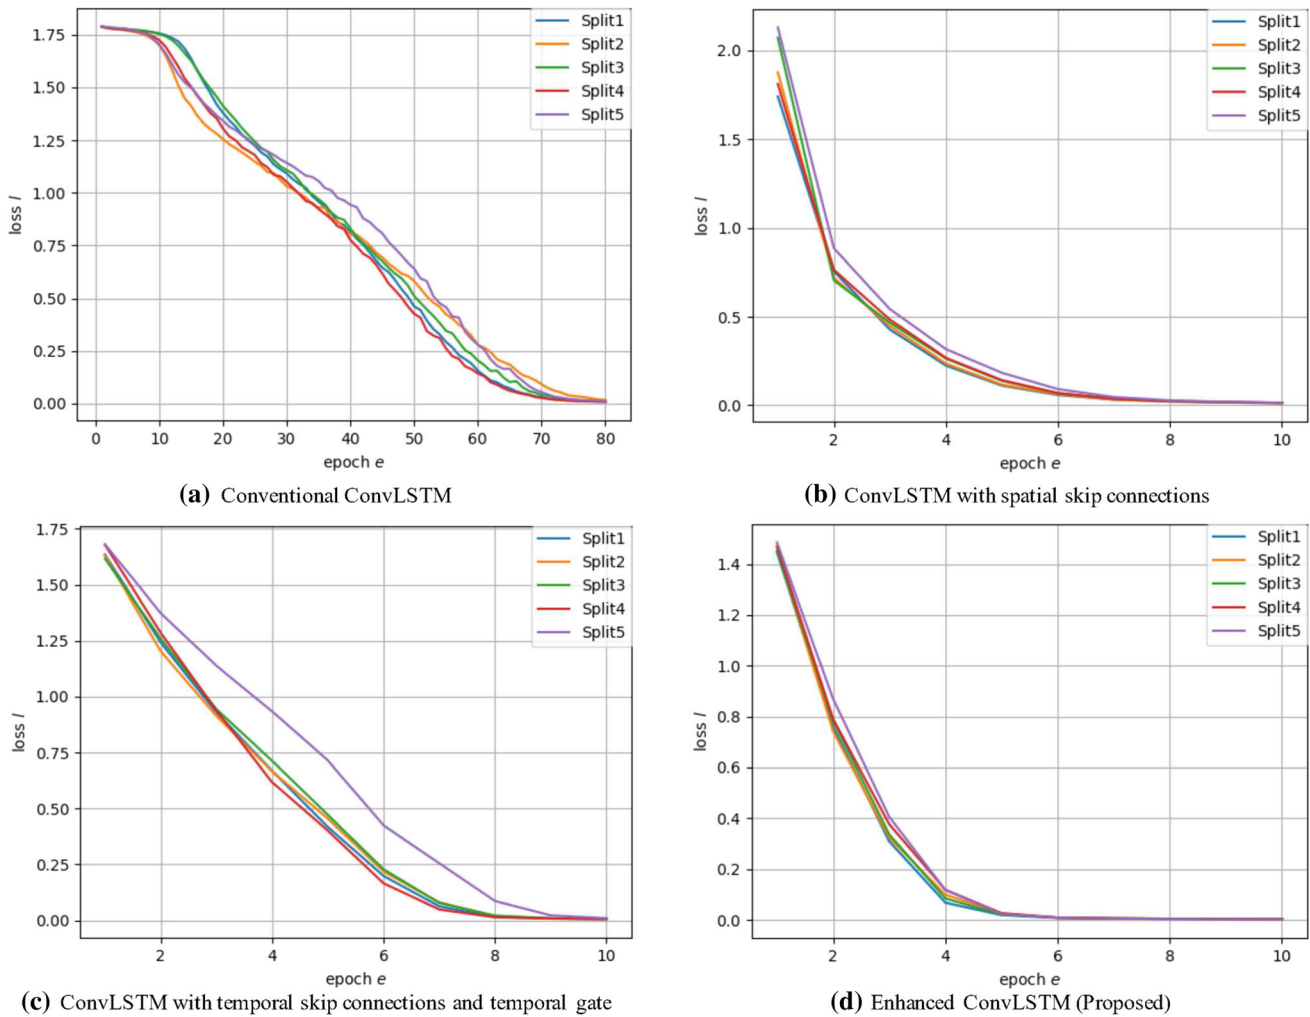 1.75
1.50
1.25
1.00
0.75
0.50
0.25
0.00
loss l
0 10 20 30 40 50 60 70 80
epoch e
Split1
Split2
Split3
Split4
Split5
(a) Conventional ConvLSTM
2.0
1.5
1.0
0.5
0.0
loss l
2 4 6 8 10
epoch e
Split1
Split2
Split3
Split4
Split5
(b) ConvLSTM with spatial skip connections
1.75
1.50
1.25
1.00
0.75
0.50
0.25
0.00
loss l
2 4 6 8 10
epoch e
Split1
Split2
Split3
Split4
Split5
(c) ConvLSTM with temporal skip connections and temporal gate
1.4
1.2
1.0
0.8
0.6
0.4
0.2
0.0
loss l
2 4 6 8 10
epoch e
Split1
Split2
Split3
Split4
Split5
(d) Enhanced ConvLSTM (Proposed)